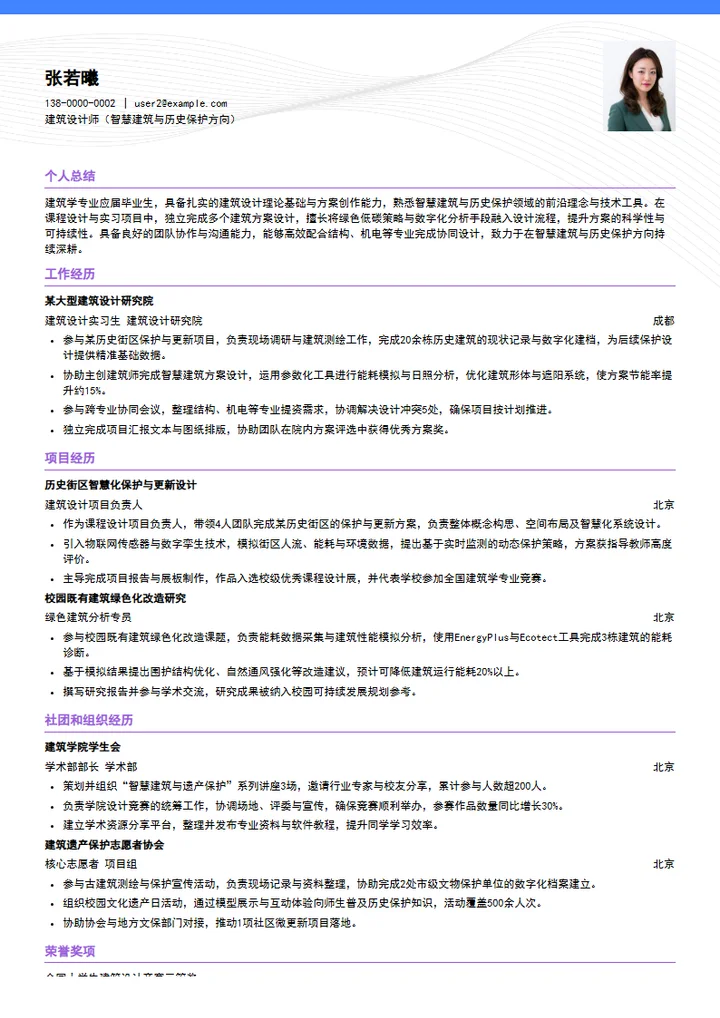 张若曦
138-0000-0002 | user2@example.com
建筑设计师（智慧建筑与历史保护方向）
个人总结
建筑学专业应届毕业生，具备扎实的建筑设计理论基础与方案创作能力，熟悉智慧建筑与历史保护领域的前沿理念与技术工具。在
课程设计与实习项目中，独立完成多个建筑方案设计，擅长将绿色低碳策略与数字化分析手段融入设计流程，提升方案的科学性与
可持续性。具备良好的团队协作与沟通能力，能够高效配合结构、机电等专业完成协同设计，致力于在智慧建筑与历史保护方向持
续深耕。
工作经历
某大型建筑设计研究院
建筑设计实习生 建筑设计研究院 成都
• 参与某历史街区保护与更新项目，负责现场调研与建筑测绘工作，完成20余栋历史建筑的现状记录与数字化建档，为后续保护设
计提供精准基础数据。
• 协助主创建筑师完成智慧建筑方案设计，运用参数化工具进行能耗模拟与日照分析，优化建筑形体与遮阳系统，使方案节能率提
升约15%。
• 参与跨专业协同会议，整理结构、机电等专业提资需求，协调解决设计冲突5处，确保项目按计划推进。
• 独立完成项目汇报文本与图纸排版，协助团队在院内方案评选中获得优秀方案奖。
项目经历
历史街区智慧化保护与更新设计
建筑设计项目负责人 北京
• 作为课程设计项目负责人，带领4人团队完成某历史街区的保护与更新方案，负责整体概念构思、空间布局及智慧化系统设计。
• 引入物联网传感器与数字孪生技术，模拟街区人流、能耗与环境数据，提出基于实时监测的动态保护策略，方案获指导教师高度
评价。
• 主导完成项目报告与展板制作，作品入选校级优秀课程设计展，并代表学校参加全国建筑学专业竞赛。
校园既有建筑绿色化改造研究
绿色建筑分析专员 北京
• 参与校园既有建筑绿色化改造课题，负责能耗数据采集与建筑性能模拟分析，使用EnergyPlus与Ecotect工具完成3栋建筑的能耗
诊断。
• 基于模拟结果提出围护结构优化、自然通风强化等改造建议，预计可降低建筑运行能耗20%以上。
• 撰写研究报告并参与学术交流，研究成果被纳入校园可持续发展规划参考。
社团和组织经历
建筑学院学生会
学术部部长 学术部 北京
• 策划并组织“智慧建筑与遗产保护”系列讲座3场，邀请行业专家与校友分享，累计参与人数超200人。
• 负责学院设计竞赛的统筹工作，协调场地、评委与宣传，确保竞赛顺利举办，参赛作品数量同比增长30%。
• 建立学术资源分享平台，整理并发布专业资料与软件教程，提升同学学习效率。
建筑遗产保护志愿者协会
核心志愿者 项目组 北京
• 参与古建筑测绘与保护宣传活动，负责现场记录与资料整理，协助完成2处市级文物保护单位的数字化档案建立。
• 组织校园文化遗产日活动，通过模型展示与互动体验向师生普及历史保护知识，活动覆盖500余人次。
• 协助协会与地方文保部门对接，推动1项社区微更新项目落地。
荣誉奖项